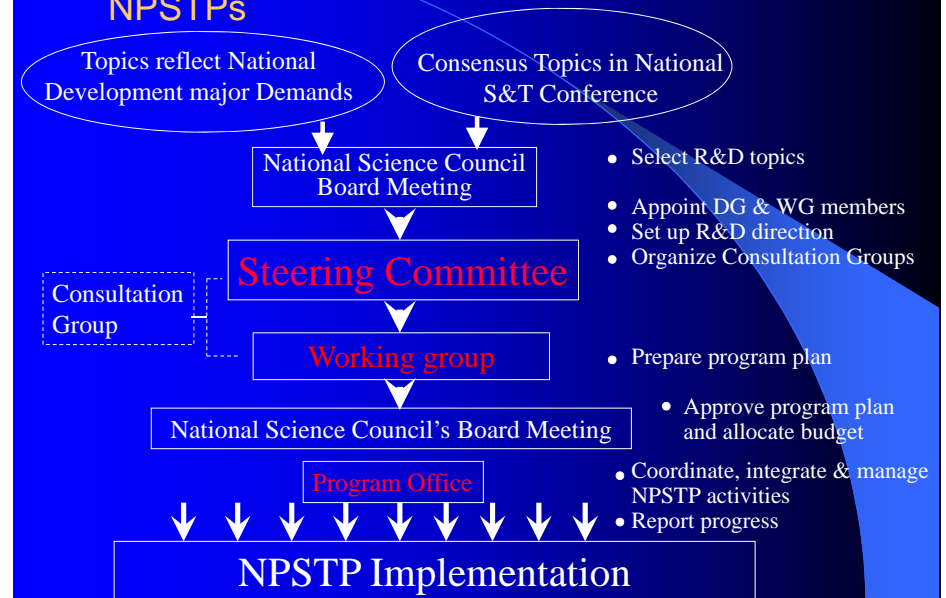 NPSTPs
Topics reflect National
Development major Demands
Consensus Topics in National
S&T Conference
National Science Council
Board Meeting
• Select R&D topics
• Appoint DG & WG members
• Set up R&D direction
• Organize Consultation Groups
Steering Committee
Consultation
Group
Working group
• Prepare program plan
National Science Council’s Board Meeting
• Approve program plan
and allocate budget
Program Office
• Coordinate, integrate & manage
NPSTP activities
• Report progress
NPSTP Implementation